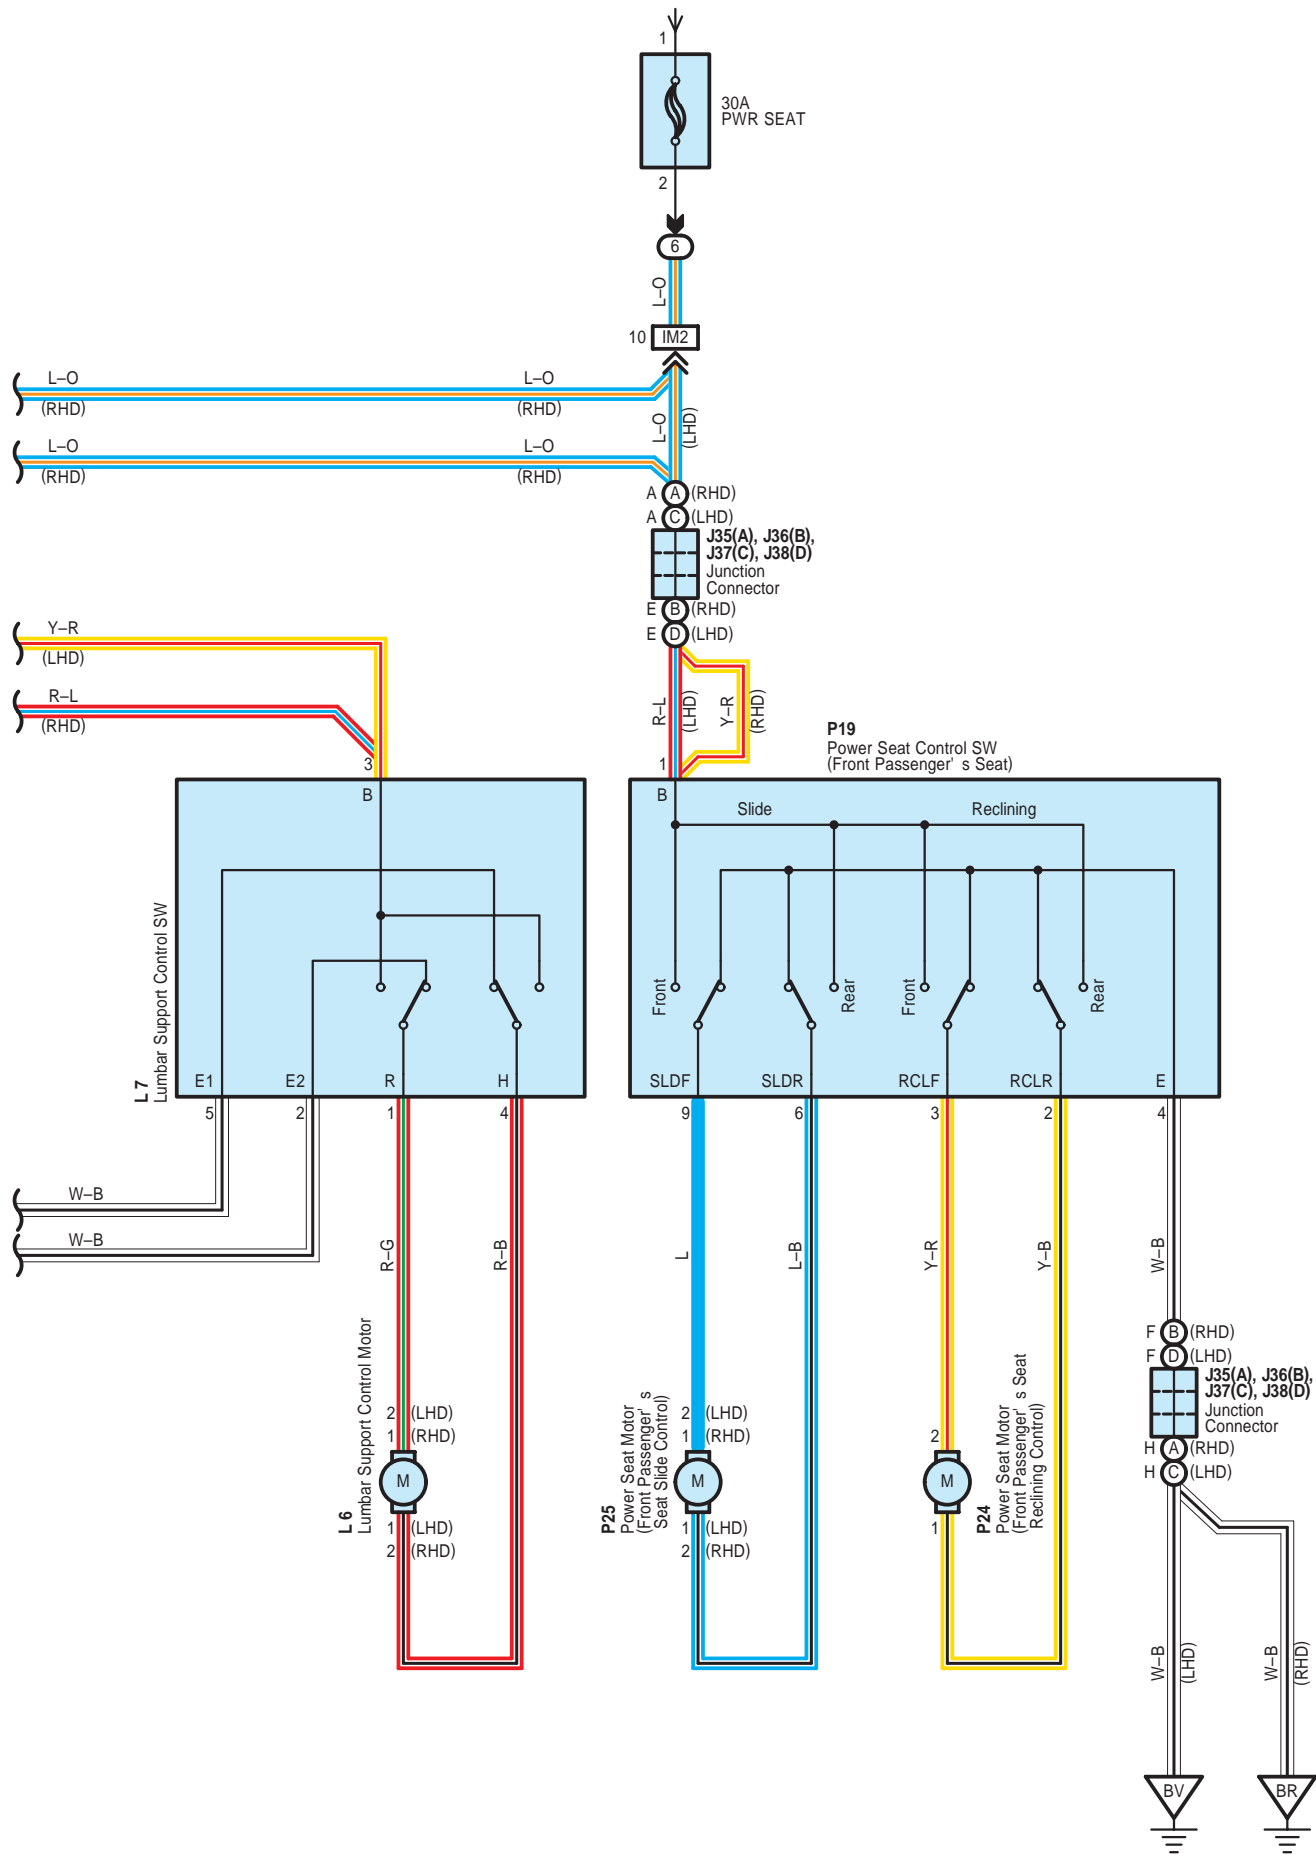 1
30A
PWR SEAT
2
6
L–O
10 IM2
L–O L–O
(RHD) (RHD)
L–O
(LHD)
L–O L–O
(RHD) (RHD)
A A (RHD)
A C (LHD)
J35(A), J36(B),
J37(C), J38(D)
Junction
Connector
E B (RHD)
E D (LHD)
Y–R
(LHD)
R–L
(RHD)
R–L
(LHD)
Y–R
(RHD)
P19
Power Seat Control SW
(Front Passenger' s Seat)
3
1
B
B
Slide
Reclining
L 7
Lumbar Support Control SW
Front
Rear
Front
Rear
E1 E2 R H
SLDF SLDR RCLF RCLR E
5 2 1 4
9 6 3 2 4
W–B
W–B
R–G
R–B
L
L–B
Y–R
Y–B
W–B
F B (RHD)
F D (LHD)
J35(A), J36(B),
J37(C), J38(D)
Junction
Connector
H A (RHD)
H C (LHD)
2 (LHD)
1 (RHD)
M
1 (LHD)
2 (RHD)
L 6
Lumbar Support Control Motor
2 (LHD)
1 (RHD)
M
1 (LHD)
2 (RHD)
P25
Power Seat Motor
(Front Passenger' s
Seat Slide Control)
2
M
1
P24
Power Seat Motor
(Front Passenger' s Seat
Reclining Control)
W–B
(LHD)
W–B
(RHD)
BV
BR